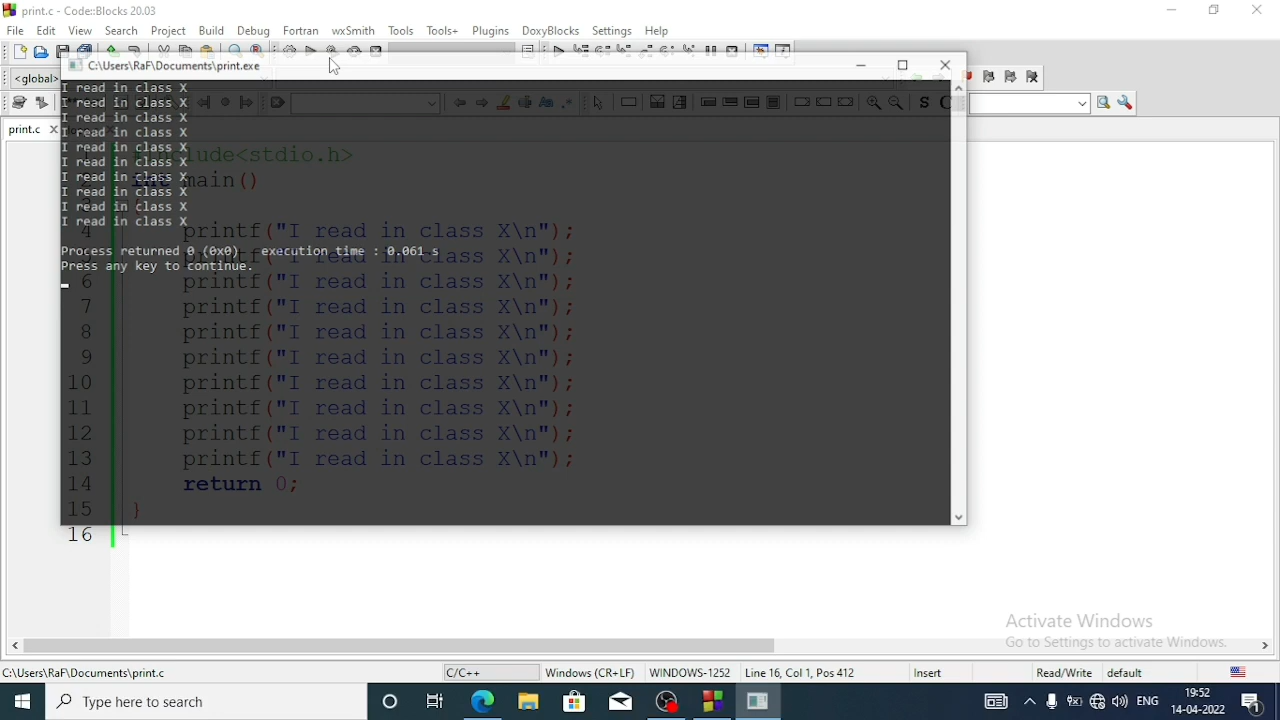 print.c - Code::Blocks 20.03
File Edit View Search Project Build Debug Fortran wxSmith Tools Tools+ Plugins DoxyBlocks Settings Help
C:\Users\RaF\Documents\print.exe
<global>
S C
print.c
I read in class X
I read in class X
I read in class X
I read in class X
I read in class X
I read in class X
I read in class X
I read in class X
I read in class X
I read in class X
Process returned 0 (0x0) execution time : 0.061 s
Press any key to continue.
lude<stdio.h>
int main()
4 printf("I read in class X\n");
printf("I read in class X\n");
6 printf("I read in class X\n");
7 printf("I read in class X\n");
8 printf("I read in class X\n");
9 printf("I read in class X\n");
10 printf("I read in class X\n");
11 printf("I read in class X\n");
12 printf("I read in class X\n");
13 printf("I read in class X\n");
14 return 0;
15 }
16
Activate Windows
Go to Settings to activate Windows.
C:\Users\RaF\Documents\print.c C/C++ Windows (CR+LF) WINDOWS-1252 Line 16, Col 1, Pos 412 Insert Read/Write default
Type here to search
ENG 19:52
14-04-2022 1